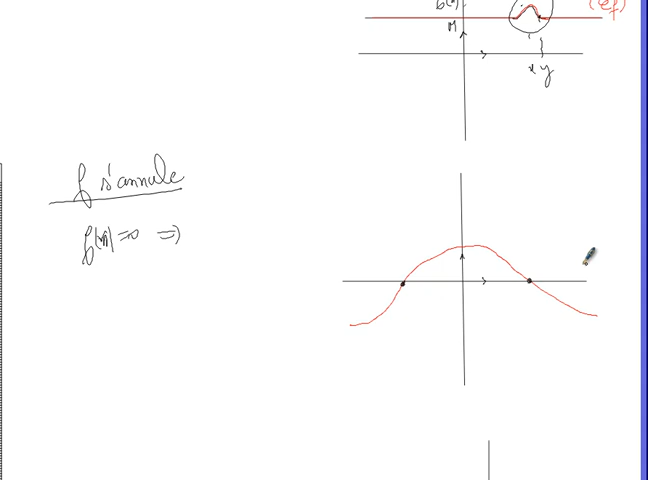 (𝒞f)
M
x y
f s'annule
f(x)=0 ⇒